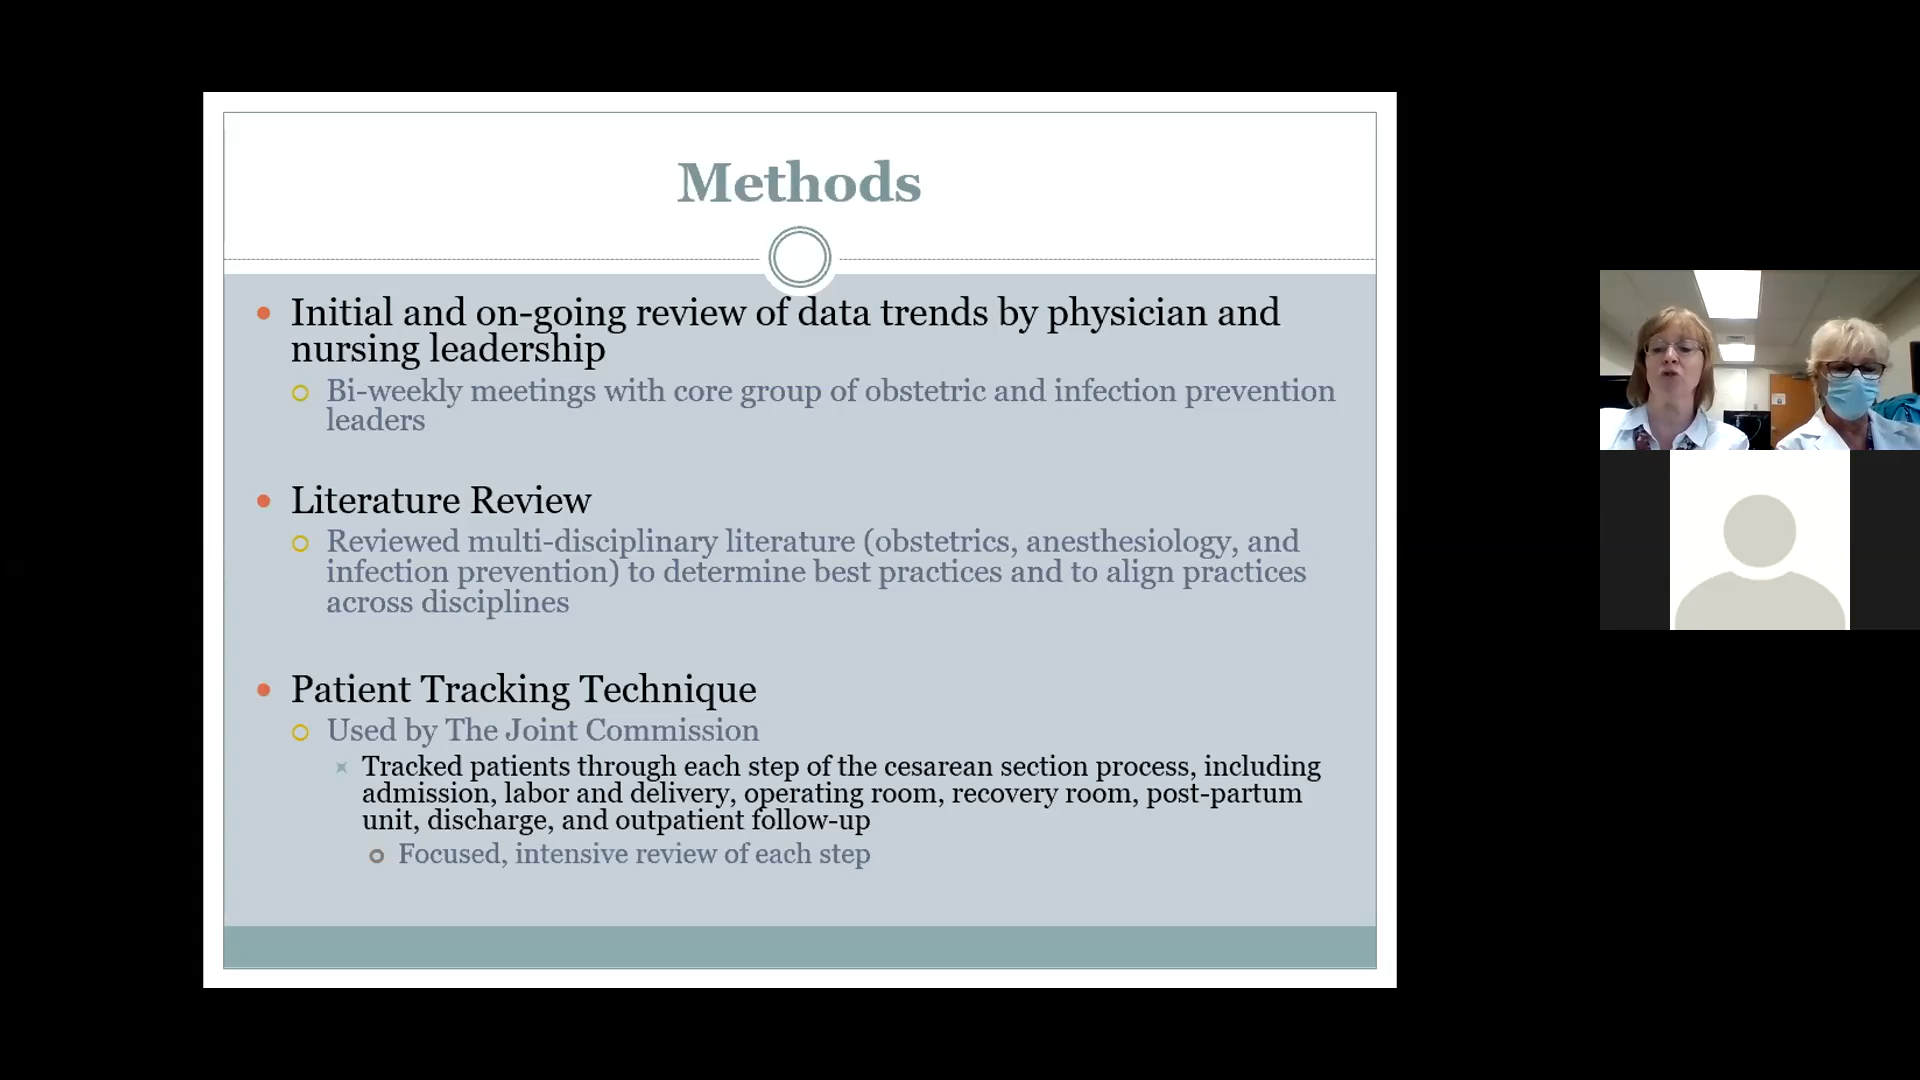 Methods
Initial and on-going review of data trends by physician and
nursing leadership
Bi-weekly meetings with core group of obstetric and infection prevention
leaders
Literature Review
Reviewed multi-disciplinary literature (obstetrics, anesthesiology, and
infection prevention) to determine best practices and to align practices
across disciplines
Patient Tracking Technique
Used by The Joint Commission
Tracked patients through each step of the cesarean section process, including
admission, labor and delivery, operating room, recovery room, post-partum
unit, discharge, and outpatient follow-up
Focused, intensive review of each step